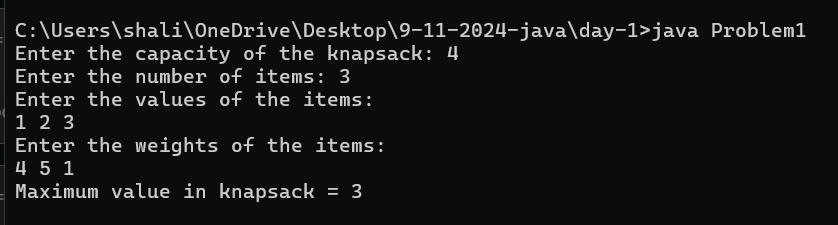 C:\Users\shali\OneDrive\Desktop\9-11-2024-java\day-1>java Problem1
Enter the capacity of the knapsack: 4
Enter the number of items: 3
Enter the values of the items:
1 2 3
Enter the weights of the items:
4 5 1
Maximum value in knapsack = 3